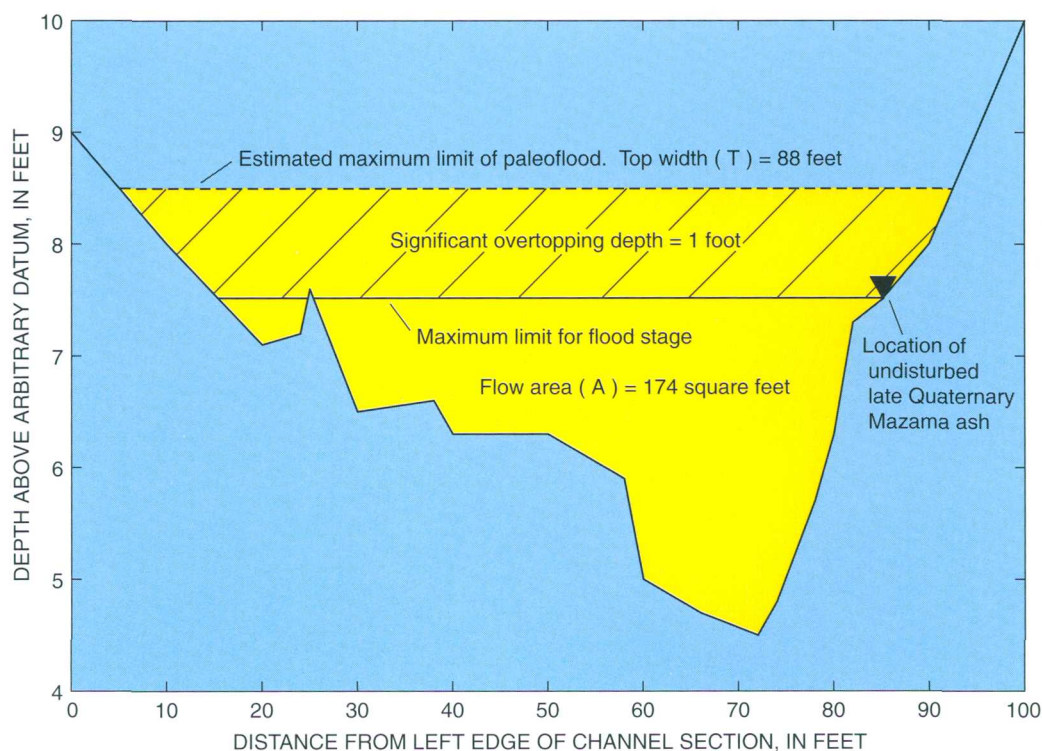 10
9
8
7
6
5
4
DEPTH ABOVE ARBITRARY DATUM, IN FEET
Estimated maximum limit of paleoflood. Top width ( T ) = 88 feet
Significant overtopping depth = 1 foot
Maximum limit for flood stage
Flow area ( A ) = 174 square feet
Location of
undisturbed
late Quaternary
Mazama ash
0 10 20 30 40 50 60 70 80 90 100
DISTANCE FROM LEFT EDGE OF CHANNEL SECTION, IN FEET